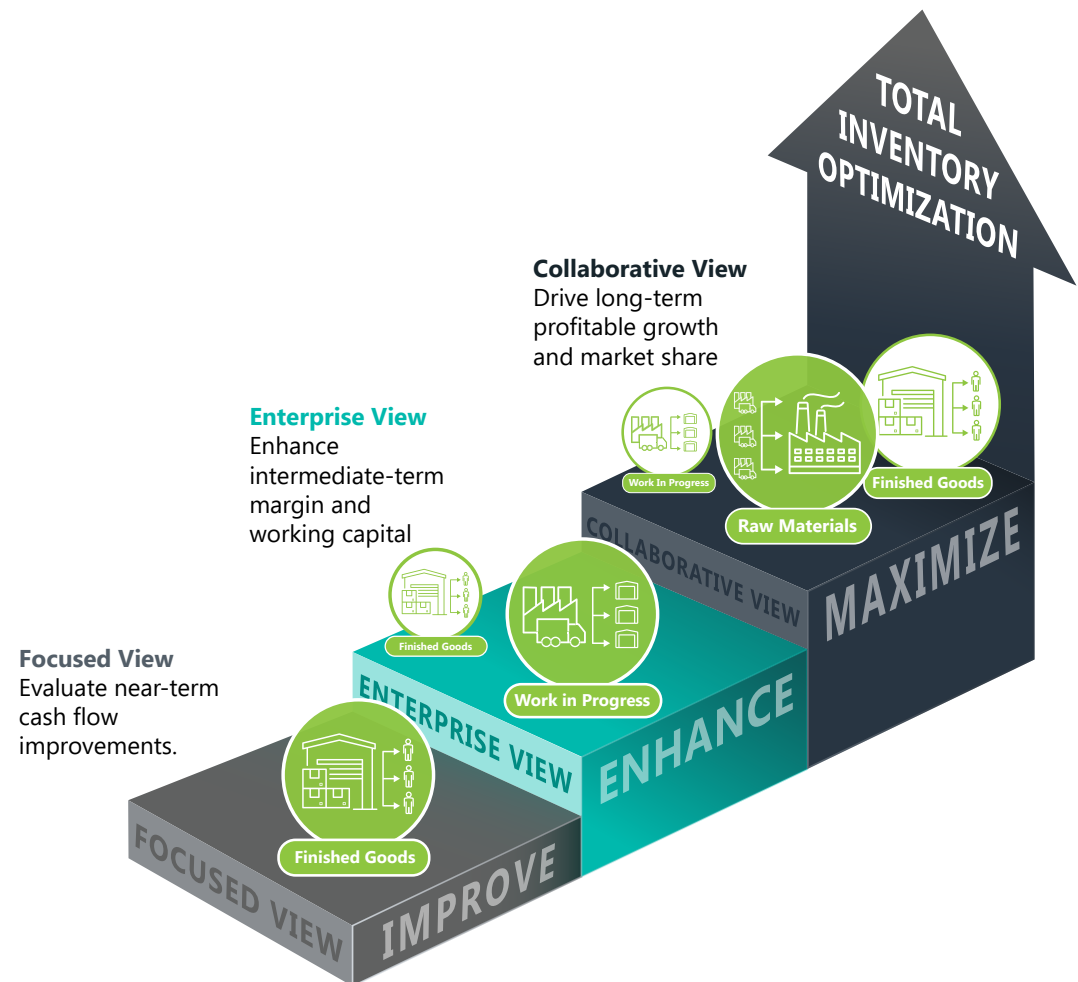 TOTAL
INVENTORY
OPTIMIZATION
Collaborative View
Drive long-term
profitable growth
and market share
Work In Progress
Raw Materials
Finished Goods
COLLABORATIVE VIEW
MAXIMIZE
Enterprise View
Enhance
intermediate-term
margin and
working capital
Finished Goods
Work in Progress
ENTERPRISE VIEW
ENHANCE
Focused View
Evaluate near-term
cash flow
improvements.
Finished Goods
FOCUSED VIEW
IMPROVE